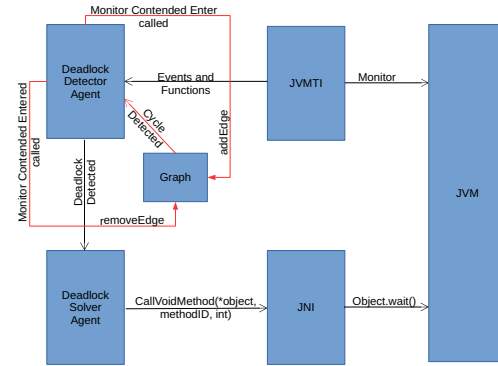 Monitor Contended Enter
called
Deadlock
Detector
Agent
Events and
Functions
JVMTI
Monitor
JVM
Cycle
Detected
Monitor Contended Entered
called
addEdge
Deadlock
Detected
Graph
removeEdge
Deadlock
Solver
Agent
CallVoidMethod(*object,
methodID, int)
JNI
Object.wait()